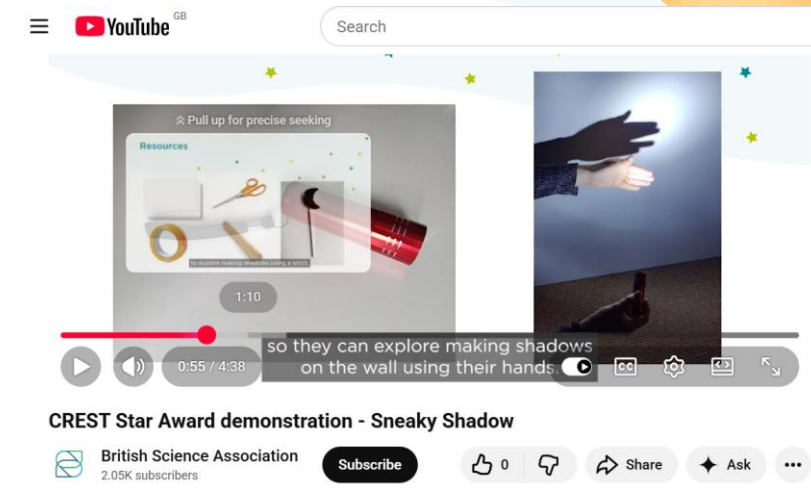 YouTube GB
Search
Pull up for precise seeking
Resources
to explore making shadows using a torch.
1:10
so they can explore making shadows
on the wall using their hands.
0:55 / 4:38
CC
CREST Star Award demonstration - Sneaky Shadow
British Science Association
2.05K subscribers
Subscribe
0
Share
Ask